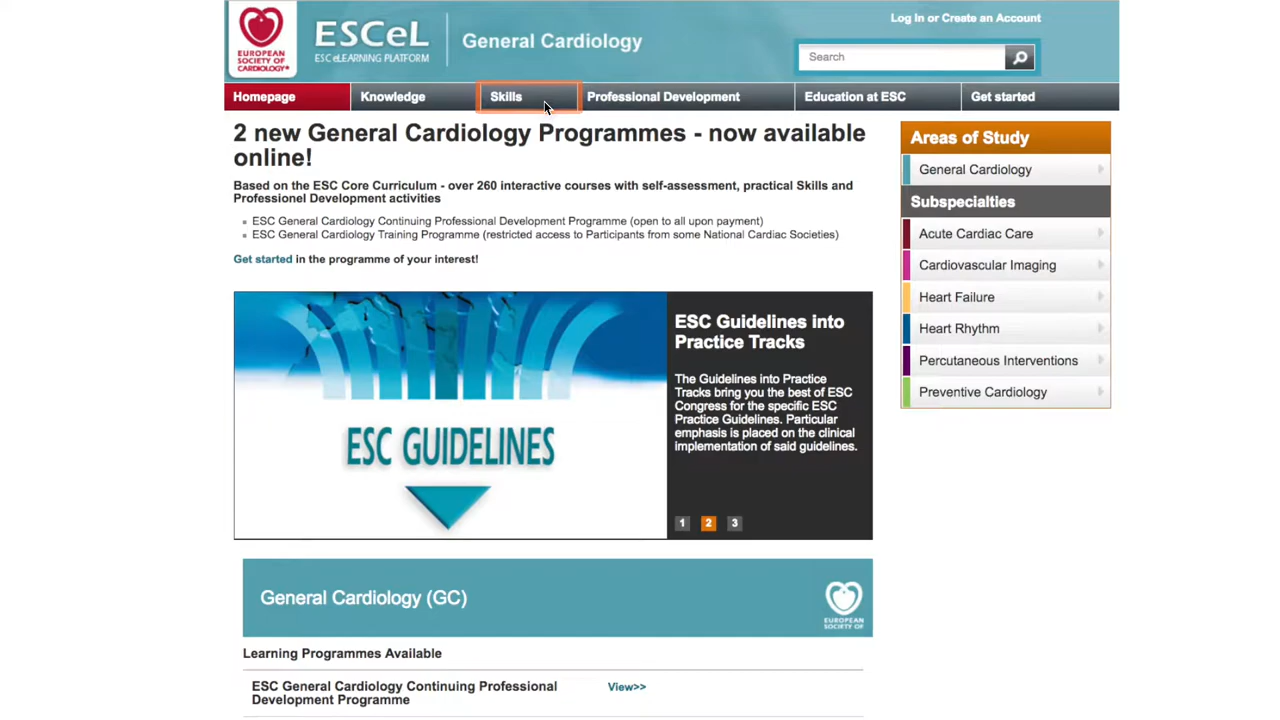 EUROPEAN
SOCIETY OF
CARDIOLOGY®
ESCeL
ESC eLEARNING PLATFORM
General Cardiology
Log In or Create an Account
Search
Homepage
Knowledge
Skills
Professional Development
Education at ESC
Get started
2 new General Cardiology Programmes - now available
online!
Based on the ESC Core Curriculum - over 260 interactive courses with self-assessment, practical Skills and
Professional Development activities
ESC General Cardiology Continuing Professional Development Programme (open to all upon payment)
ESC General Cardiology Training Programme (restricted access to Participants from some National Cardiac Societies)
Get started in the programme of your interest!
ESC GUIDELINES
ESC Guidelines into
Practice Tracks
The Guidelines into Practice
Tracks bring you the best of ESC
Congress for the specific ESC
Practice Guidelines. Particular
emphasis is placed on the clinical
implementation of said guidelines.
1 2 3
Areas of Study
General Cardiology
Subspecialties
Acute Cardiac Care
Cardiovascular Imaging
Heart Failure
Heart Rhythm
Percutaneous Interventions
Preventive Cardiology
General Cardiology (GC)
EUROPEAN
SOCIETY OF
Learning Programmes Available
ESC General Cardiology Continuing Professional
Development Programme
View>>